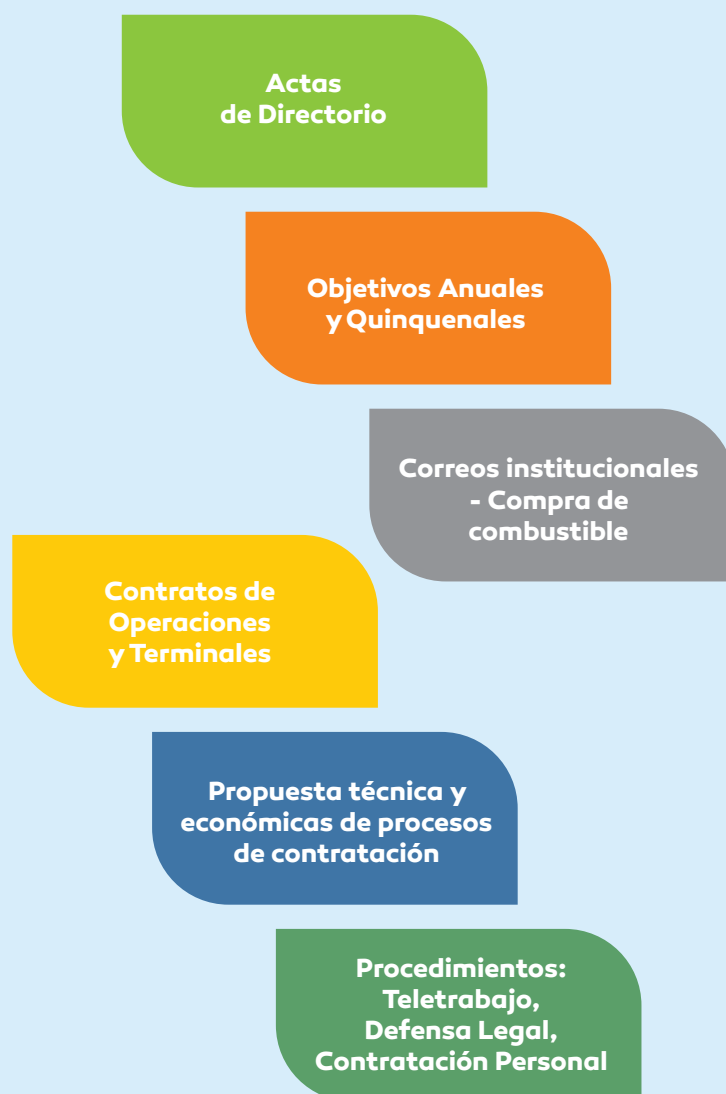 Actas
de Directorio
Objetivos Anuales
y Quinquenales
Correos institucionales
- Compra de
combustible
Contratos de
Operaciones
y Terminales
Propuesta técnica y
económicas de procesos
de contratación
Procedimientos:
Teletrabajo,
Defensa Legal,
Contratación Personal